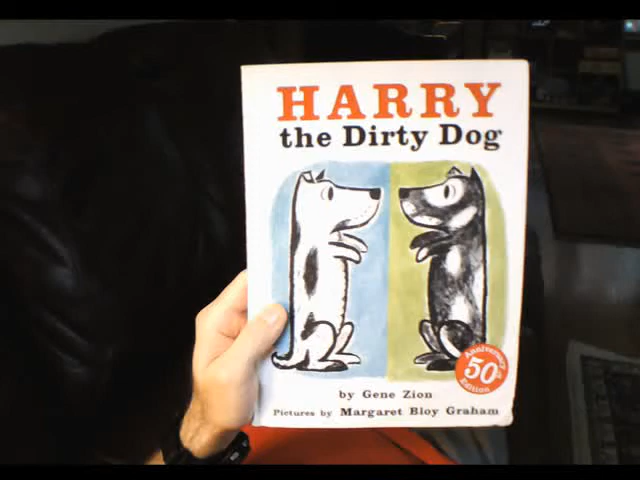 HARRY
the Dirty Dog
by Gene Zion
Pictures by Margaret Bloy Graham
Anniversary
50th
Edition